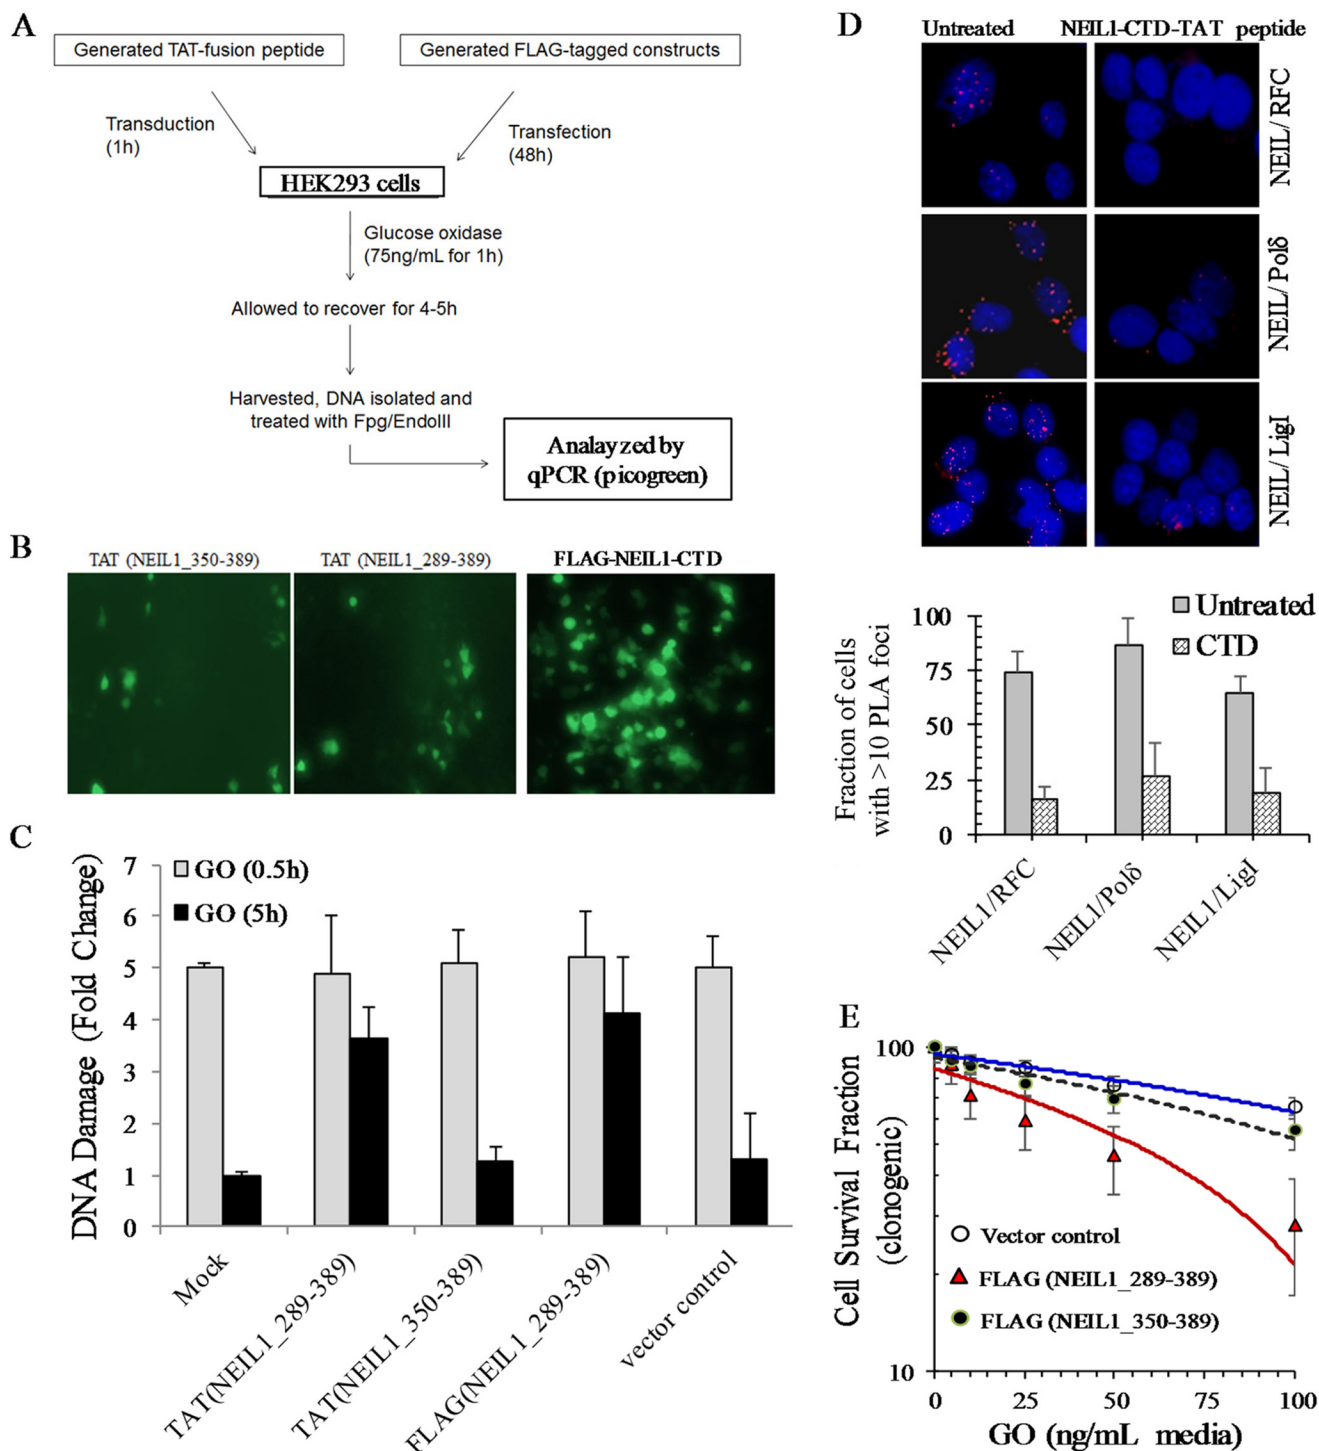 A
Generated TAT-fusion peptide
Generated FLAG-tagged constructs
Transduction
(1h)
Transfection
(48h)
HEK293 cells
Glucose oxidase
(75ng/mL for 1h)
Allowed to recover for 4-5h
Harvested, DNA isolated and
treated with Fpg/EndoIII
Analayzed by
qPCR (picogreen)
B
TAT (NEIL1_350-389)
TAT (NEIL1_289-389)
FLAG-NEIL1-CTD
C
DNA Damage (Fold Change)
7
6
5
4
3
2
1
0
GO (0.5h)
GO (5h)
Mock
TAT(NEIL1_289-389)
TAT(NEIL1_350-389)
FLAG(NEIL1_289-389)
vector control
D
Untreated
NEIL1-CTD-TAT peptide
NEIL/RFC
NEIL/Polδ
NEIL/LigI
Fraction of cells
with >10 PLA foci
100
75
50
25
0
Untreated
CTD
NEIL1/RFC
NEIL1/Polδ
NEIL1/LigI
E
Cell Survival Fraction
(clonogenic)
100
10
Vector control
FLAG (NEIL1_289-389)
FLAG (NEIL1_350-389)
0 25 50 75 100
GO (ng/mL media)